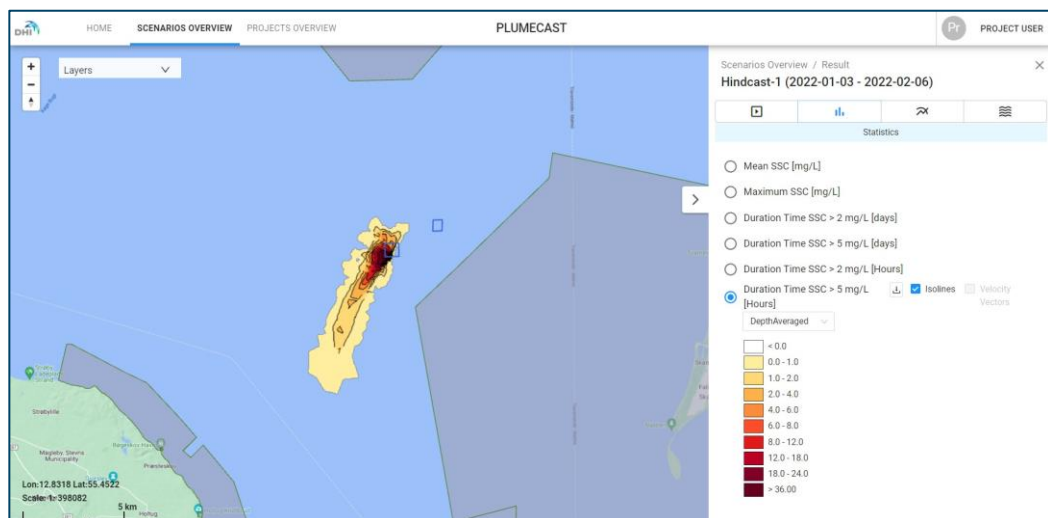 DHI
HOME
SCENARIOS OVERVIEW
PROJECTS OVERVIEW
PLUMECAST
Pr
PROJECT USER
+
−
Layers
Scenarios Overview / Result
Hindcast-1 (2022-01-03 - 2022-02-06)
Statistics
Mean SSC [mg/L]
Maximum SSC [mg/L]
Duration Time SSC > 2 mg/L [days]
Duration Time SSC > 5 mg/L [days]
Duration Time SSC > 2 mg/L [Hours]
Duration Time SSC > 5 mg/L
[Hours]
Isolines
Velocity
Vectors
DepthAveraged
< 0.0
0.0 - 1.0
1.0 - 2.0
2.0 - 4.0
4.0 - 6.0
6.0 - 8.0
8.0 - 12.0
12.0 - 18.0
18.0 - 24.0
> 36.00
Strøbyville
Magleby, Stevns
Municipality
Lon:12.8318 Lat:55.4522
Scale: 1:398082
5 km